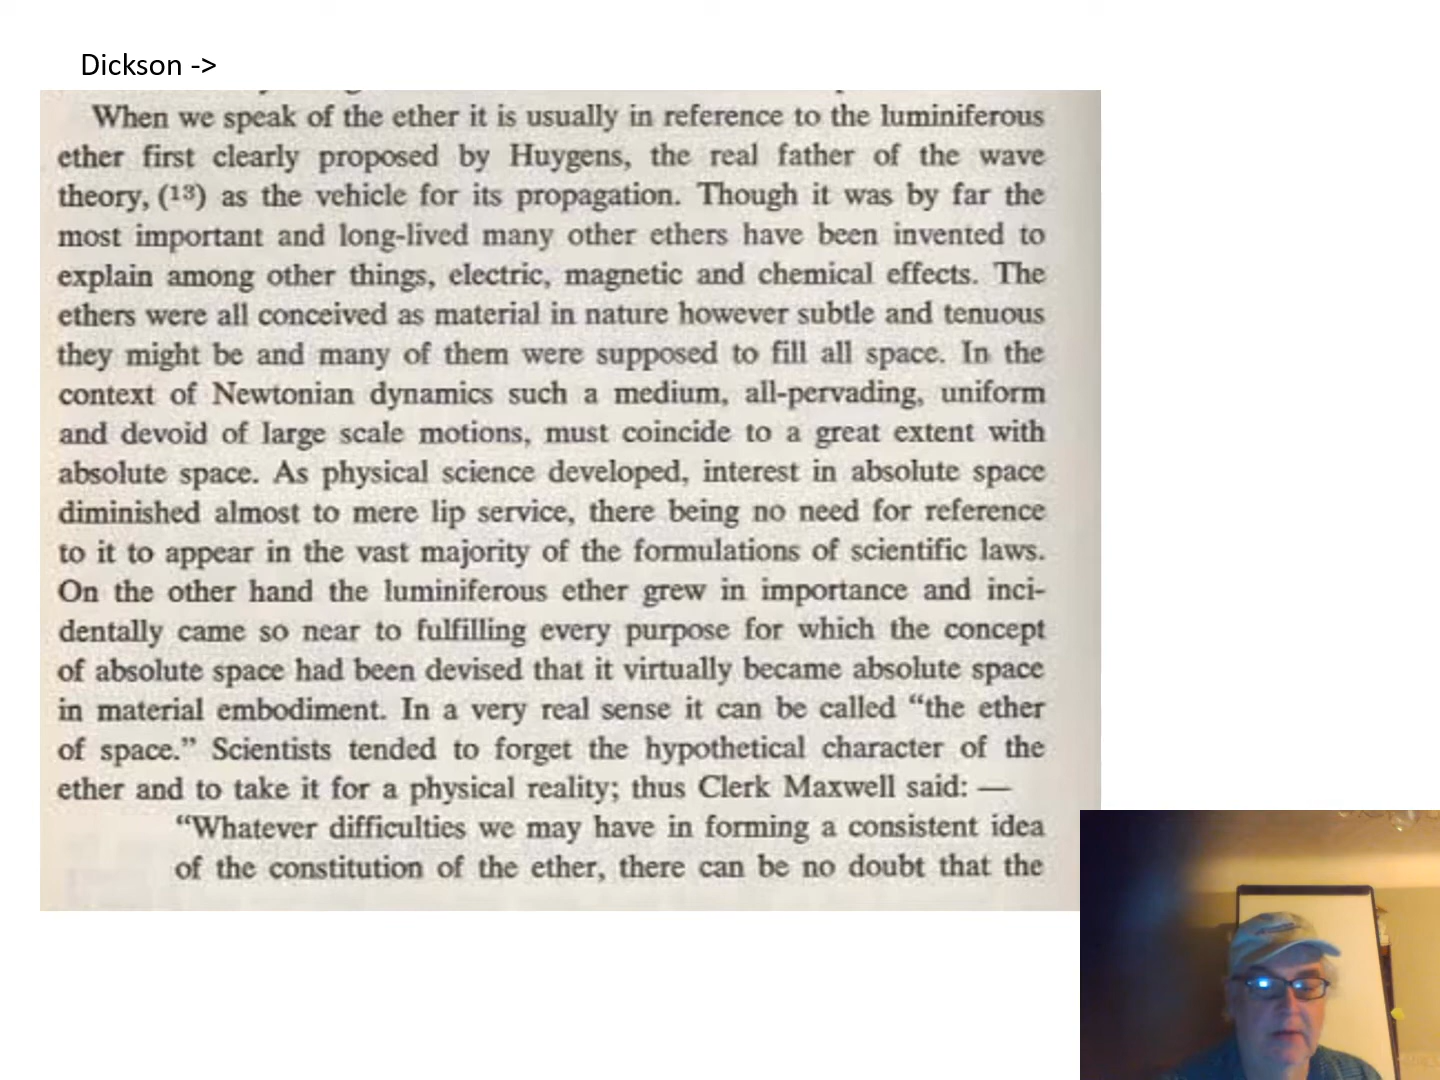 Dickson ->
When we speak of the ether it is usually in reference to the luminiferous
ether first clearly proposed by Huygens, the real father of the wave
theory, (13) as the vehicle for its propagation. Though it was by far the
most important and long-lived many other ethers have been invented to
explain among other things, electric, magnetic and chemical effects. The
ethers were all conceived as material in nature however subtle and tenuous
they might be and many of them were supposed to fill all space. In the
context of Newtonian dynamics such a medium, all-pervading, uniform
and devoid of large scale motions, must coincide to a great extent with
absolute space. As physical science developed, interest in absolute space
diminished almost to mere lip service, there being no need for reference
to it to appear in the vast majority of the formulations of scientific laws.
On the other hand the luminiferous ether grew in importance and inci-
dentally came so near to fulfilling every purpose for which the concept
of absolute space had been devised that it virtually became absolute space
in material embodiment. In a very real sense it can be called “the ether
of space.” Scientists tended to forget the hypothetical character of the
ether and to take it for a physical reality; thus Clerk Maxwell said: —
“Whatever difficulties we may have in forming a consistent idea
of the constitution of the ether, there can be no doubt that the